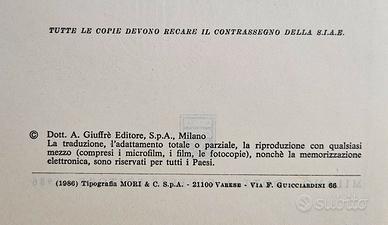 TUTTE LE COPIE DEVONO RECARE IL CONTRASSEGNO DELLA S.I.A.E.
© Dott. A. Giuffrè Editore, S.p.A., Milano
La traduzione, l'adattamento totale o parziale, la riproduzione con qualsiasi
mezzo (compresi i microfilm, i film, le fotocopie), nonchè la memorizzazione
elettronica, sono riservati per tutti i Paesi.
(1986) Tipografia MORI & C. S.p.A. - 21100 VARESE - VIA F. GUICCIARDINI 66
subito